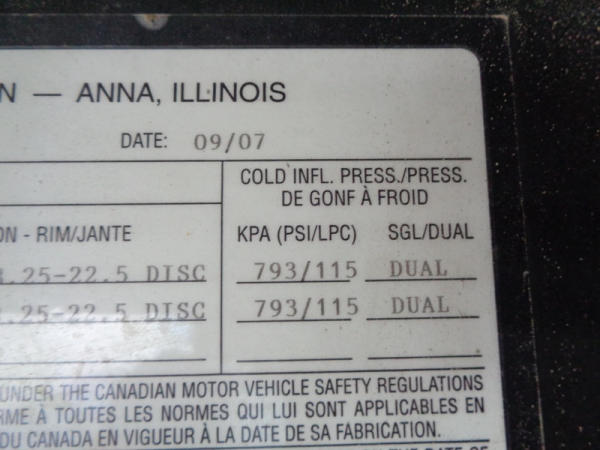 N — ANNA, ILLINOIS
DATE: 09/07
COLD INFL. PRESS./PRESS.
DE GONF À FROID
ON - RIM/JANTE KPA (PSI/LPC) SGL/DUAL
.25-22.5 DISC 793/115 DUAL
.25-22.5 DISC 793/115 DUAL
UNDER THE CANADIAN MOTOR VEHICLE SAFETY REGULATIONS
RME À TOUTES LES NORMES QUI LUI SONT APPLICABLES EN
DU CANADA EN VIGUEUR À LA DATE DE SA FABRICATION.